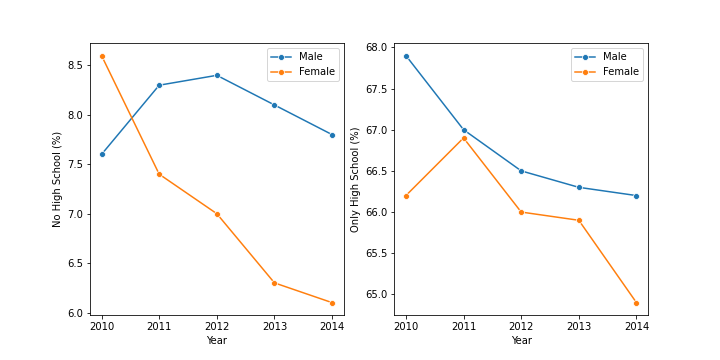 No High School (%)
8.5
8.0
7.5
7.0
6.5
6.0
2010 2011 2012 2013 2014
Year
Male
Female
Only High School (%)
68.0
67.5
67.0
66.5
66.0
65.5
65.0
2010 2011 2012 2013 2014
Year
Male
Female